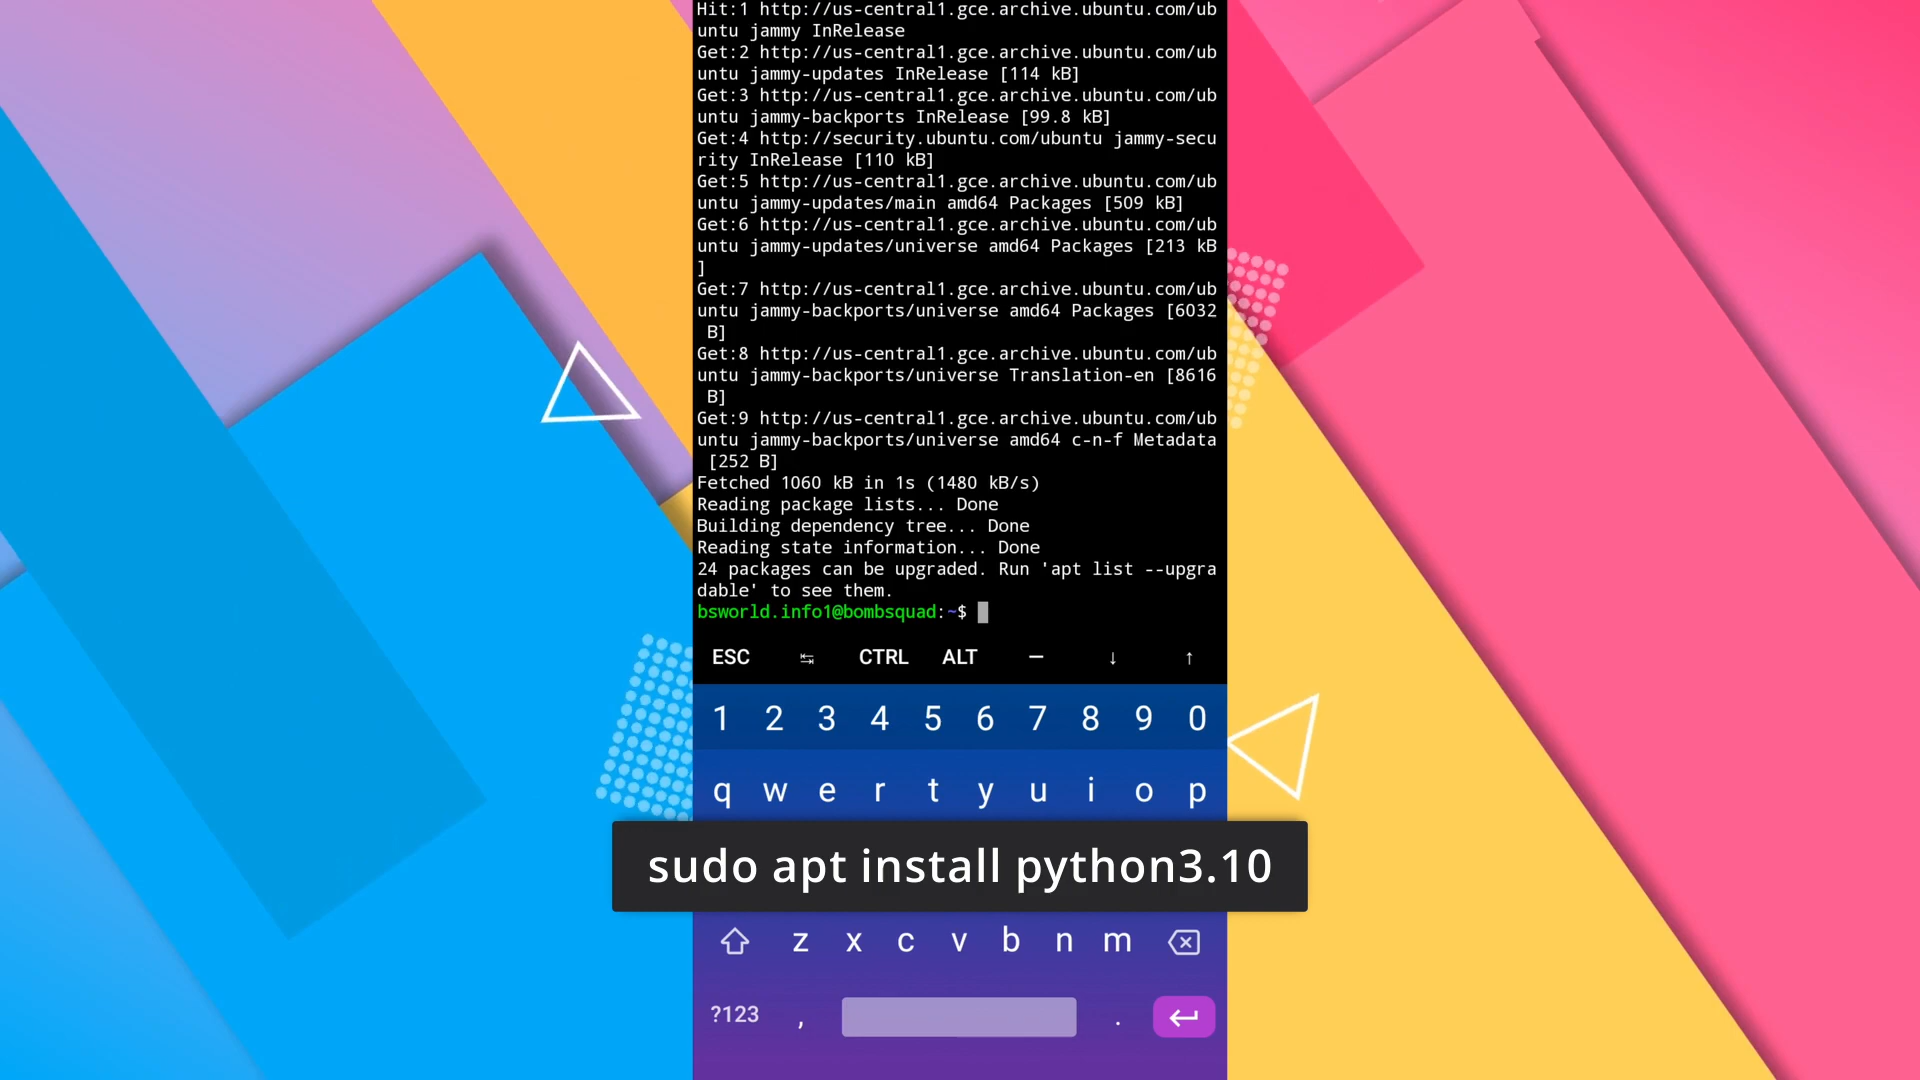 Hit:1 http://us-central1.gce.archive.ubuntu.com/ub
untu jammy InRelease
Get:2 http://us-central1.gce.archive.ubuntu.com/ub
untu jammy-updates InRelease [114 kB]
Get:3 http://us-central1.gce.archive.ubuntu.com/ub
untu jammy-backports InRelease [99.8 kB]
Get:4 http://security.ubuntu.com/ubuntu jammy-secu
rity InRelease [110 kB]
Get:5 http://us-central1.gce.archive.ubuntu.com/ub
untu jammy-updates/main amd64 Packages [509 kB]
Get:6 http://us-central1.gce.archive.ubuntu.com/ub
untu jammy-updates/universe amd64 Packages [213 kB
]
Get:7 http://us-central1.gce.archive.ubuntu.com/ub
untu jammy-backports/universe amd64 Packages [6032
 B]
Get:8 http://us-central1.gce.archive.ubuntu.com/ub
untu jammy-backports/universe Translation-en [8616
 B]
Get:9 http://us-central1.gce.archive.ubuntu.com/ub
untu jammy-backports/universe amd64 c-n-f Metadata
 [252 B]
Fetched 1060 kB in 1s (1480 kB/s)
Reading package lists... Done
Building dependency tree... Done
Reading state information... Done
24 packages can be upgraded. Run 'apt list --upgra
dable' to see them.
bsworld.info1@bombsquad:~$
ESC ⇆ CTRL ALT — ↓ ↑
1 2 3 4 5 6 7 8 9 0
q w e r t y u i o p
sudo apt install python3.10
z x c v b n m
?123 , .